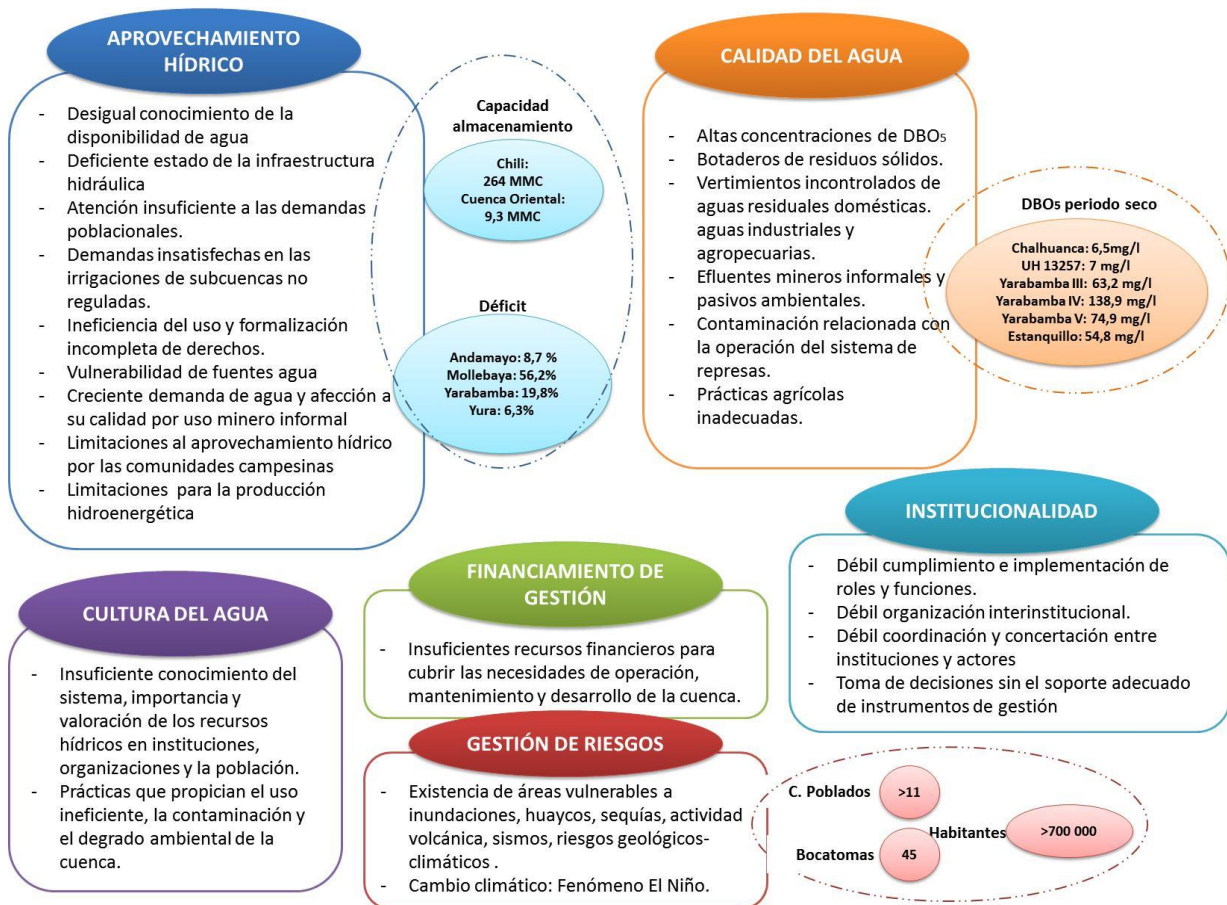 APROVECHAMIENTO
HÍDRICO
- Desigual conocimiento de la
disponibilidad de agua
- Deficiente estado de la infraestructura
hidráulica
- Atención insuficiente a las demandas
poblacionales.
- Demandas insatisfechas en las
irrigaciones de subcuencas no
reguladas.
- Ineficiencia del uso y formalización
incompleta de derechos.
- Vulnerabilidad de fuentes agua
- Creciente demanda de agua y afección a
su calidad por uso minero informal
- Limitaciones al aprovechamiento hídrico
por las comunidades campesinas
- Limitaciones para la producción
hidroenergética
Capacidad
almacenamiento
Chili:
264 MMC
Cuenca Oriental:
9,3 MMC
Déficit
Andamayo: 8,7 %
Mollebaya: 56,2%
Yarabamba: 19,8%
Yura: 6,3%
CALIDAD DEL AGUA
- Altas concentraciones de DBO₅
- Botaderos de residuos sólidos.
- Vertimientos incontrolados de
aguas residuales domésticas.
aguas industriales y
agropecuarias.
- Efluentes mineros informales y
pasivos ambientales.
- Contaminación relacionada con
la operación del sistema de
represas.
- Prácticas agrícolas
inadecuadas.
DBO₅ periodo seco
Chalhuanca: 6,5mg/l
UH 13257: 7 mg/l
Yarabamba III: 63,2 mg/l
Yarabamba IV: 138,9 mg/l
Yarabamba V: 74,9 mg/l
Estanquillo: 54,8 mg/l
INSTITUCIONALIDAD
- Débil cumplimiento e implementación de
roles y funciones.
- Débil organización interinstitucional.
- Débil coordinación y concertación entre
instituciones y actores
- Toma de decisiones sin el soporte adecuado
de instrumentos de gestión
CULTURA DEL AGUA
- Insuficiente conocimiento del
sistema, importancia y
valoración de los recursos
hídricos en instituciones,
organizaciones y la población.
- Prácticas que propician el uso
ineficiente, la contaminación y
el degrado ambiental de la
cuenca.
FINANCIAMIENTO DE
GESTIÓN
- Insuficientes recursos financieros para
cubrir las necesidades de operación,
mantenimiento y desarrollo de la cuenca.
GESTIÓN DE RIESGOS
- Existencia de áreas vulnerables a
inundaciones, huaycos, sequías, actividad
volcánica, sismos, riesgos geológicos-
climáticos .
- Cambio climático: Fenómeno El Niño.
C. Poblados >11
Habitantes >700 000
Bocatomas 45